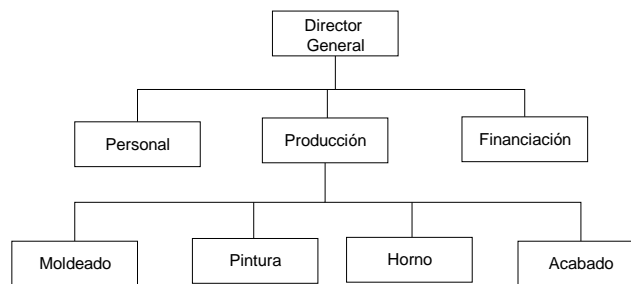 Director
General
Personal
Producción
Financiación
Moldeado
Pintura
Horno
Acabado